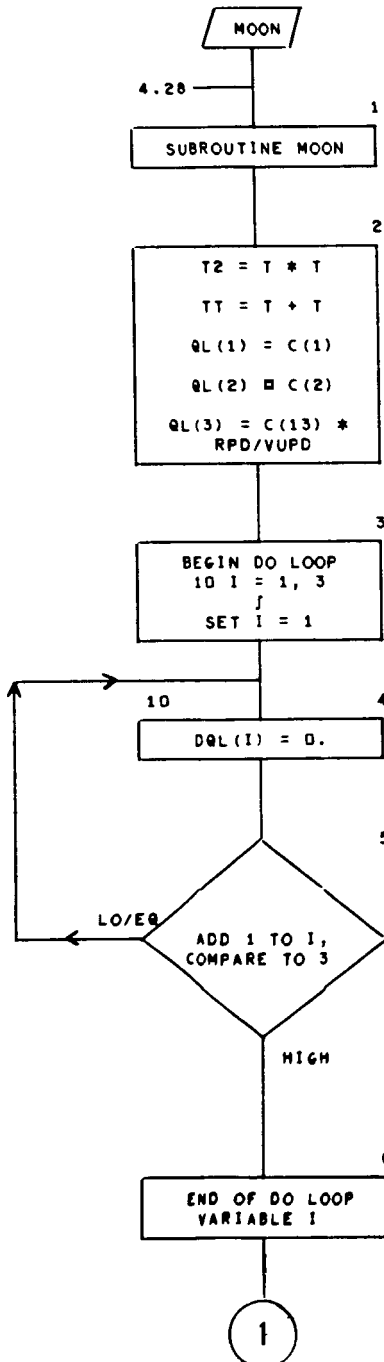 MOON
4.28
1
SUBROUTINE MOON
2
T2 = T * T
TT = T + T
QL(1) = C(1)
QL(2) = C(2)
QL(3) = C(13) *
RPD/VUPD
3
BEGIN DO LOOP
10 I = 1, 3
∫
SET I = 1
10
4
DQL(I) = 0.
5
LO/EQ
ADD 1 TO I,
COMPARE TO 3
HIGH
END OF DO LOOP
VARIABLE I
1